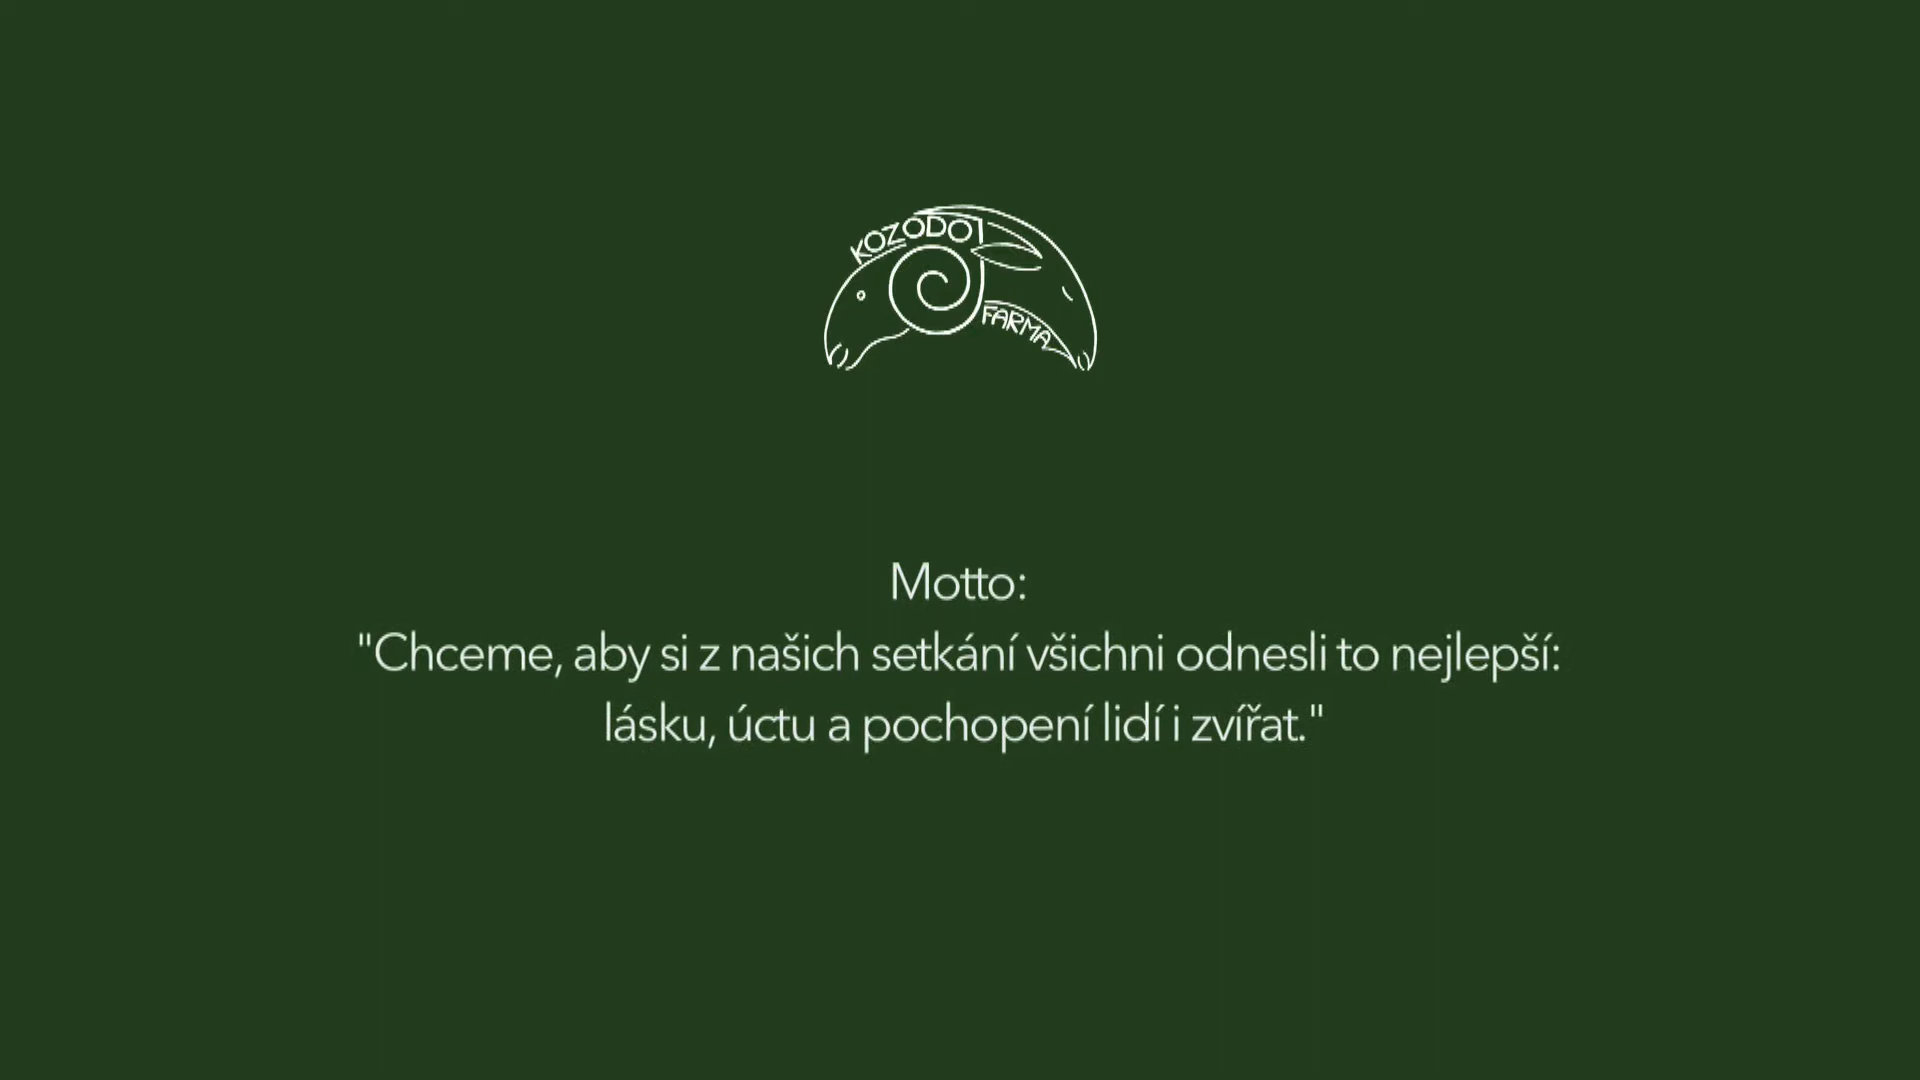 KOZODOJ
FARMA
Motto:
"Chceme, aby si z našich setkání všichni odnesli to nejlepší:
lásku, úctu a pochopení lidí i zvířat."